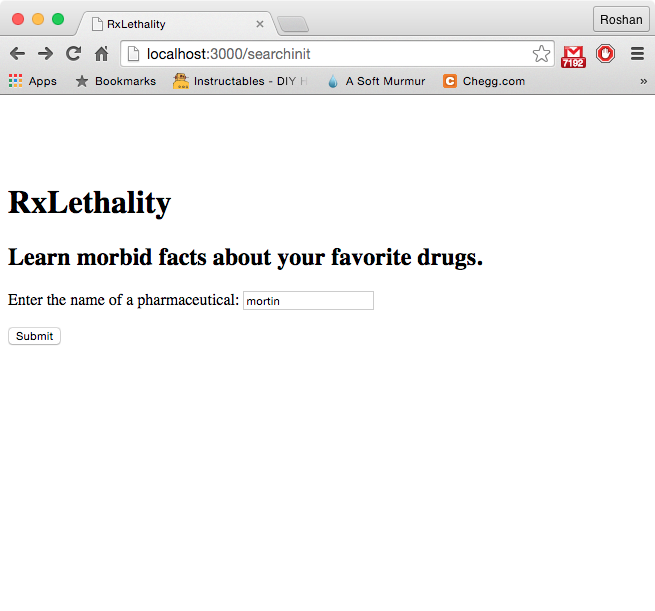 RxLethality
Roshan
localhost:3000/searchinit
7192
Apps
Bookmarks
Instructables - DIY H
A Soft Murmur
C
Chegg.com
»
RxLethality
Learn morbid facts about your favorite drugs.
Enter the name of a pharmaceutical: mortin
Submit